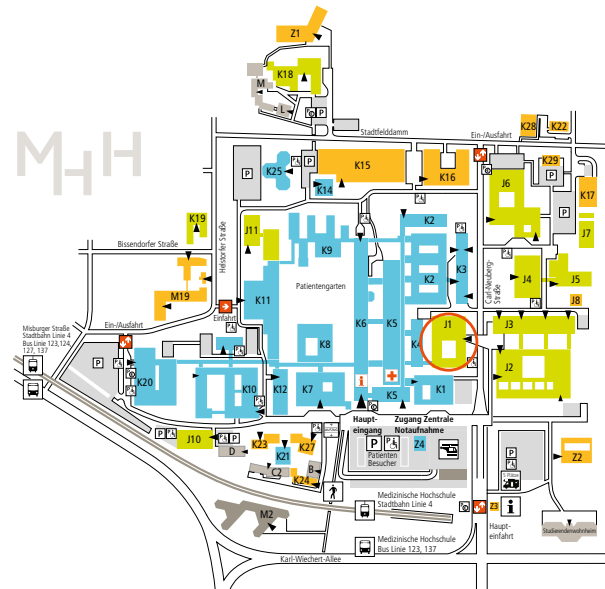 MHH
Z1
K18
M
L
P
Stadtfelddamm
Ein-/Ausfahrt
K28
K22
K29
P
K17
J7
J6
P
K25
P
K14
K15
K16
K19
Bissendorfer Straße
Helstorfer Straße
J11
K9
Patientengarten
K2
K2
K3
Carl-Neuberg-
Straße
J4
J5
J8
M19
Einfahrt
K11
K6
K5
K4
J1
J3
J2
K8
Misburger Straße
Stadtbahn Linie 4
Bus Linie 123,124,
127, 137
Ein-/Ausfahrt
P
P
K20
K10
K12
K7
i
K5
K1
Haupt-
eingang
Zugang Zentrale
Notaufnahme
P
Patienten
Besucher
Z4
J10
P
D
P
K23
K21
K27
C2
B
K24
P
Z2
M2
Medizinische Hochschule
Stadtbahn Linie 4
Z3
i
Haupt-
einfahrt
Studierendenwohnheim
Medizinische Hochschule
Bus Linie 123, 137
Karl-Wiechert-Allee